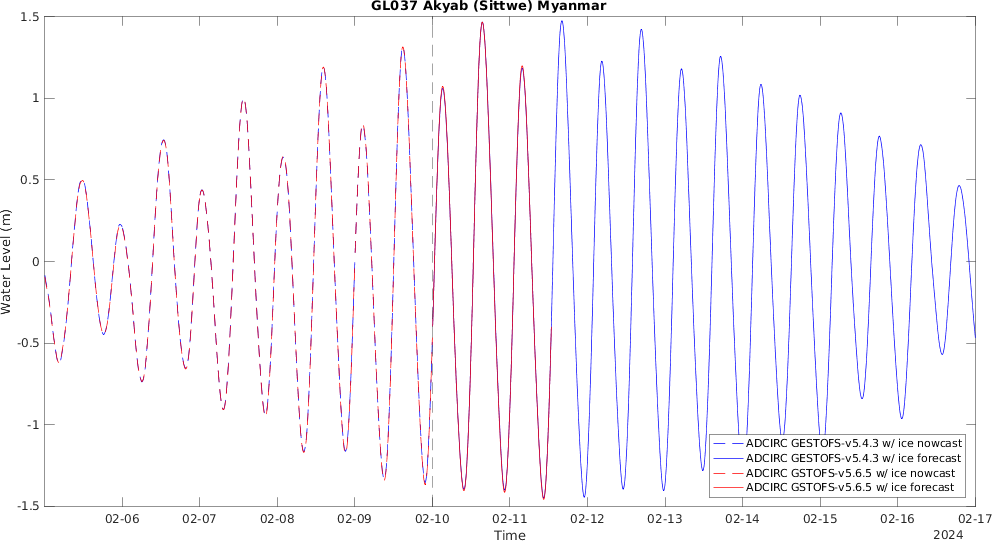 GL037 Akyab (Sittwe) Myanmar
1.5
1
0.5
0
-0.5
-1
-1.5
Water Level (m)
02-06 02-07 02-08 02-09 02-10 02-11 02-12 02-13 02-14 02-15 02-16 02-17
Time
2024
ADCIRC GESTOFS-v5.4.3 w/ ice nowcast
ADCIRC GESTOFS-v5.4.3 w/ ice forecast
ADCIRC GSTOFS-v5.6.5 w/ ice nowcast
ADCIRC GSTOFS-v5.6.5 w/ ice forecast